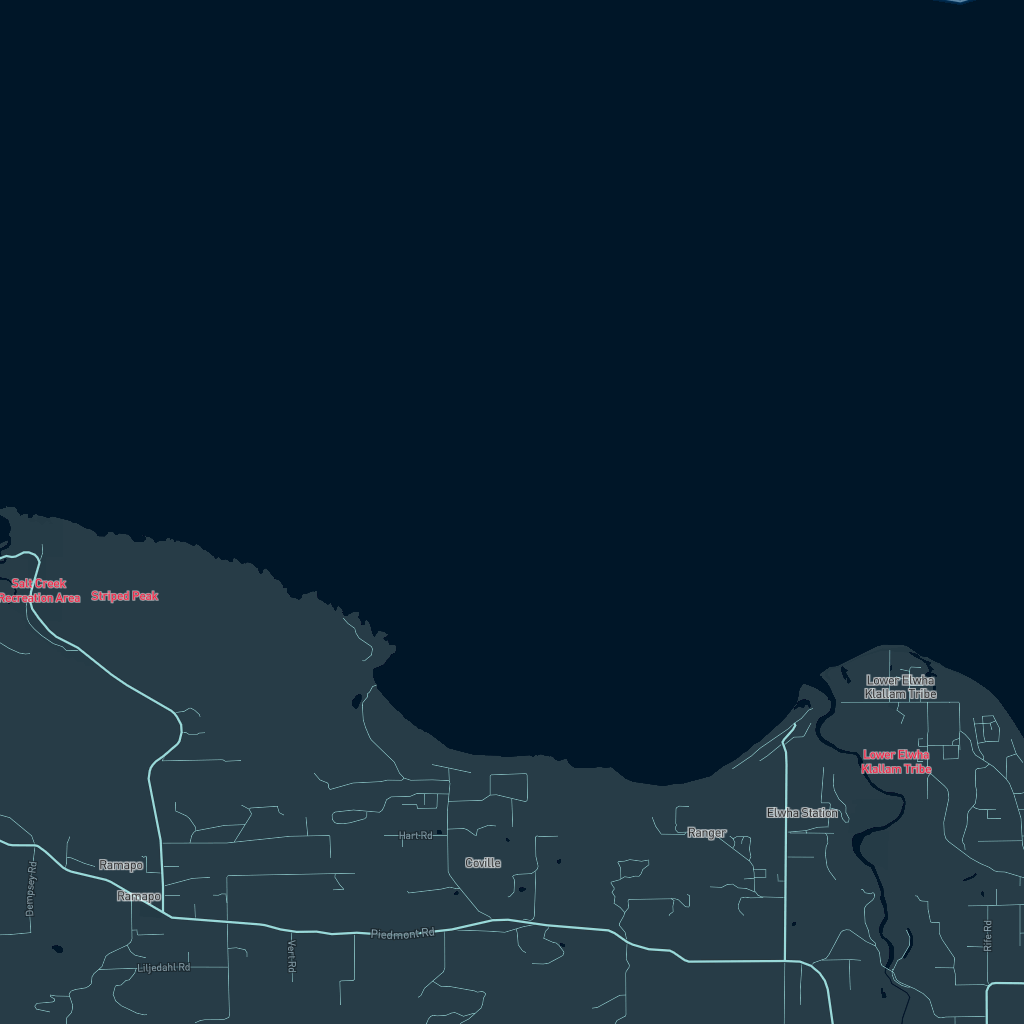 Salt Creek
Recreation Area
Striped Peak
Lower Elwha
Klallam Tribe
Lower Elwha
Klallam Tribe
Elwha Station
Ranger
Hart Rd
Coville
Ramapo
Ramapo
Dempsey Rd
Piedmont Rd
Vert Rd
Liljedahl Rd
Rife Rd